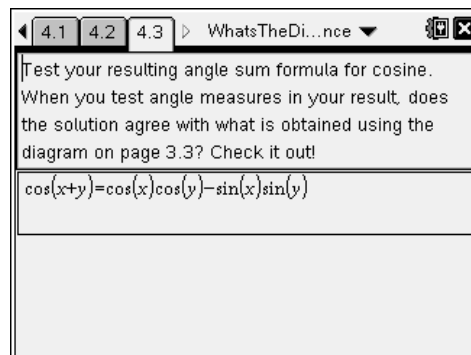 4.1 4.2 4.3 WhatsTheDi...nce
Test your resulting angle sum formula for cosine.
When you test angle measures in your result, does
the solution agree with what is obtained using the
diagram on page 3.3? Check it out!
cos(x+y)=cos(x)cos(y)−sin(x)sin(y)